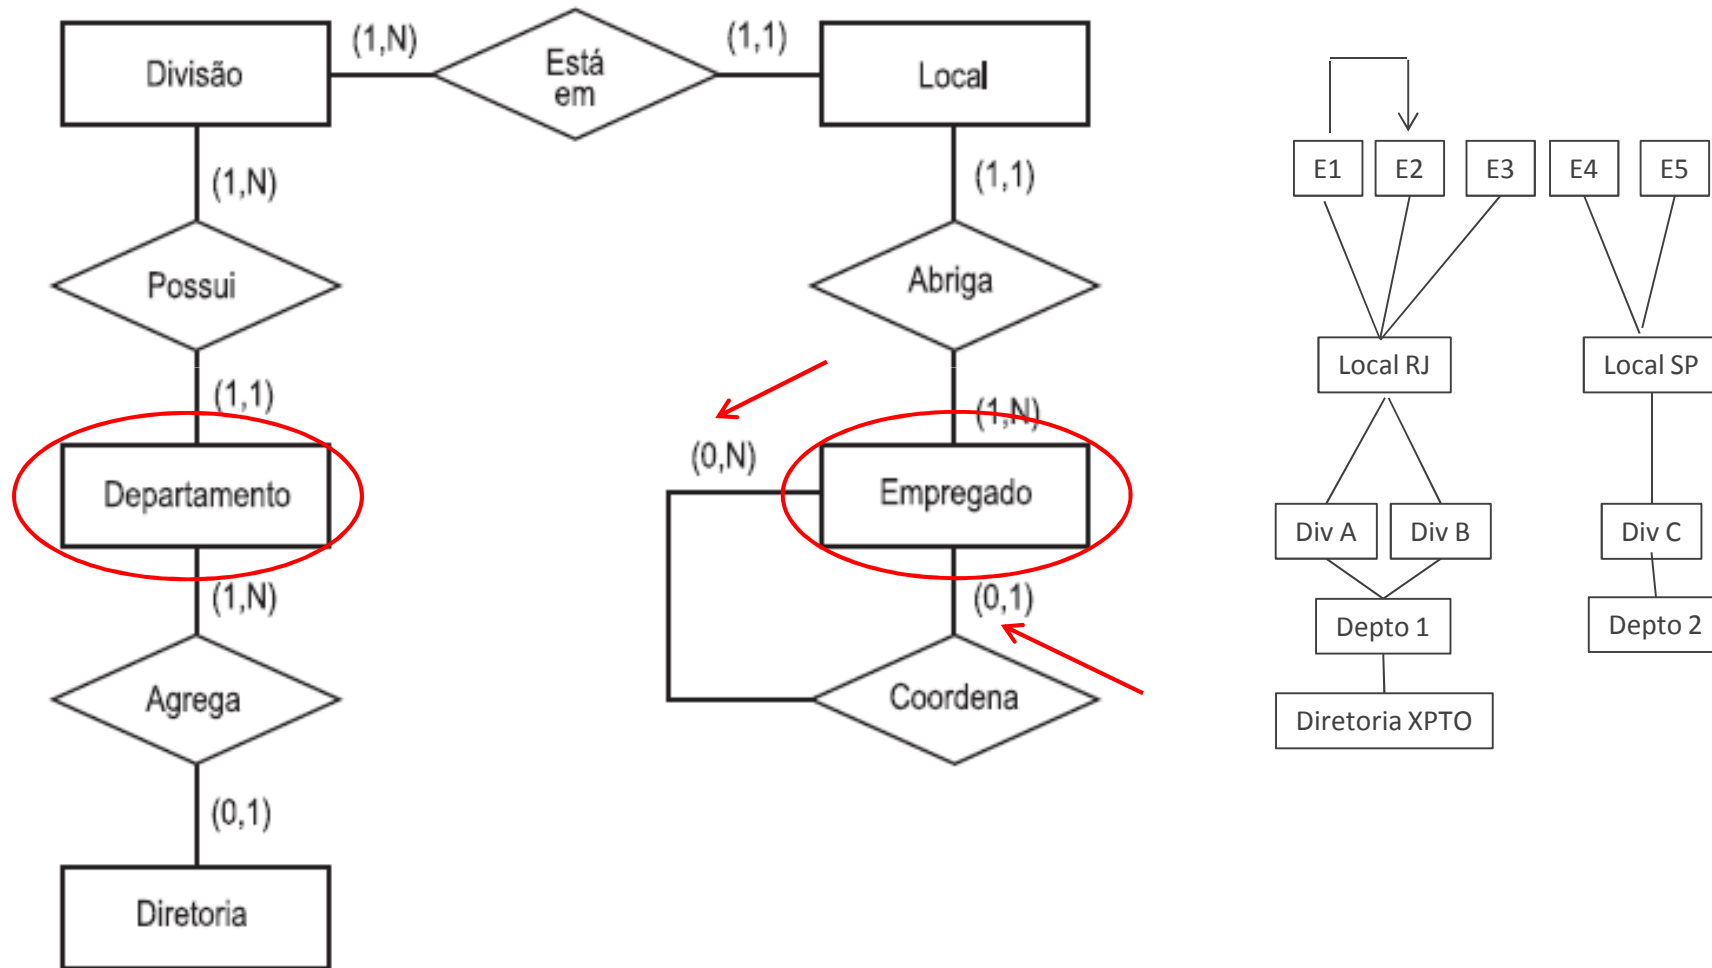 Divisão
(1,N)
Está
em
(1,1)
Local
(1,N)
Possui
(1,1)
Departamento
(1,N)
Agrega
(0,1)
Diretoria
(1,1)
Abriga
(1,N)
(0,N)
Empregado
(0,1)
Coordena
E1
E2
E3
E4
E5
Local RJ
Local SP
Div A
Div B
Div C
Depto 1
Depto 2
Diretoria XPTO